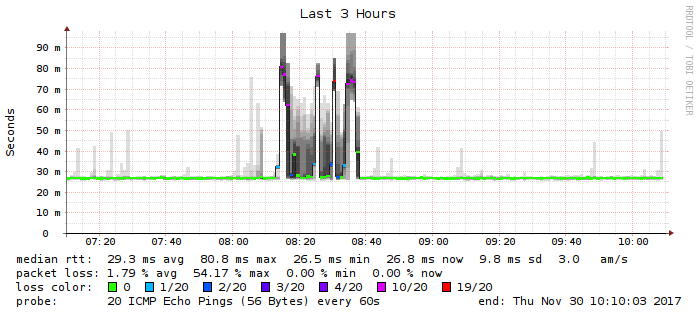 Last 3 Hours
RRDTOOL / TOBI OETIKER
Seconds
90 m
80 m
70 m
60 m
50 m
40 m
30 m
20 m
10 m
0
07:20 07:40 08:00 08:20 08:40 09:00 09:20 09:40 10:00
median rtt: 29.3 ms avg 80.8 ms max 26.5 ms min 26.8 ms now 9.8 ms sd 3.0 am/s
packet loss: 1.79 % avg 54.17 % max 0.00 % min 0.00 % now
loss color: 0 1/20 2/20 3/20 4/20 10/20 19/20
probe: 20 ICMP Echo Pings (56 Bytes) every 60s end: Thu Nov 30 10:10:03 2017